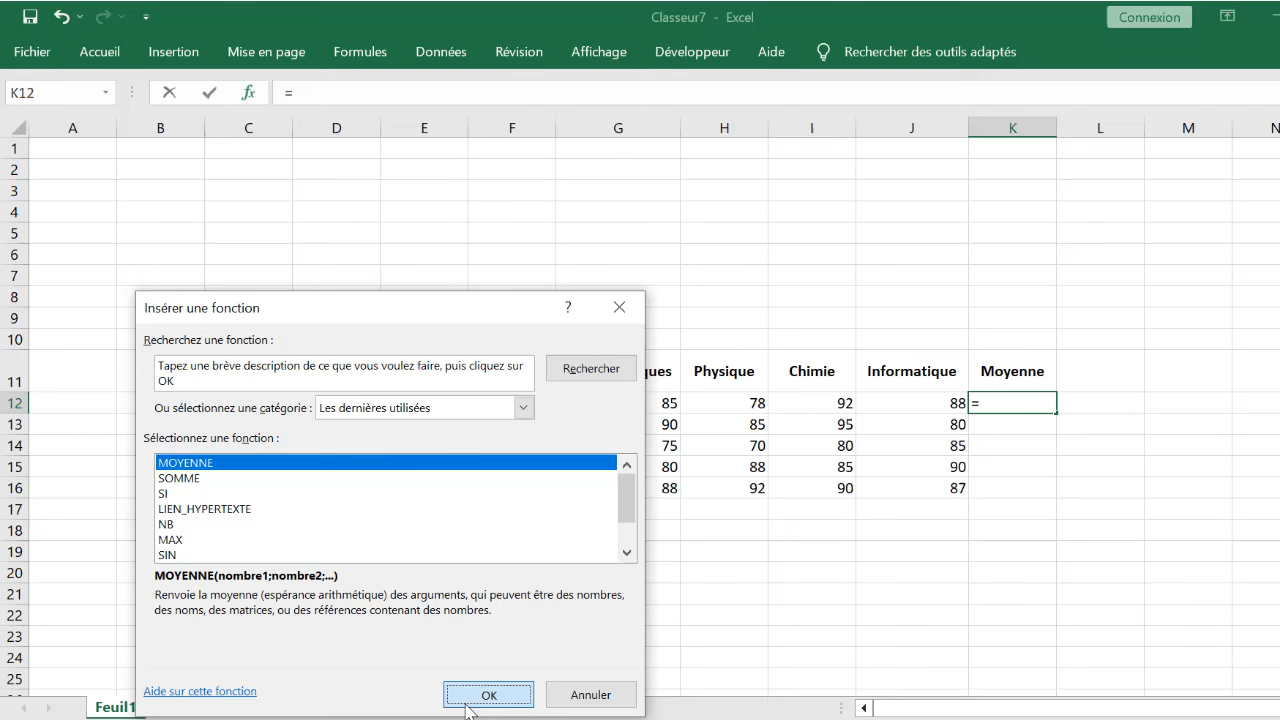 Classeur7 - Excel
Connexion
Fichier Accueil Insertion Mise en page Formules Données Révision Affichage Développeur Aide Rechercher des outils adaptés
K12 fx =
A B C D E F G H I J K L M N
1
2
3
4
5
6
7
8
9
10
11 ques Physique Chimie Informatique Moyenne
12 85 78 92 88 =
13 90 85 95 80
14 75 70 80 85
15 80 88 85 90
16 88 92 90 87
17
18
19
20
21
22
23
24
25
Insérer une fonction ?
Recherchez une fonction :
Tapez une brève description de ce que vous voulez faire, puis cliquez sur
OK
Rechercher
Ou sélectionnez une catégorie : Les dernières utilisées
Sélectionnez une fonction :
MOYENNE
SOMME
SI
LIEN_HYPERTEXTE
NB
MAX
SIN
MOYENNE(nombre1;nombre2;...)
Renvoie la moyenne (espérance arithmétique) des arguments, qui peuvent être des nombres,
des noms, des matrices, ou des références contenant des nombres.
Aide sur cette fonction
OK Annuler
Feuil1